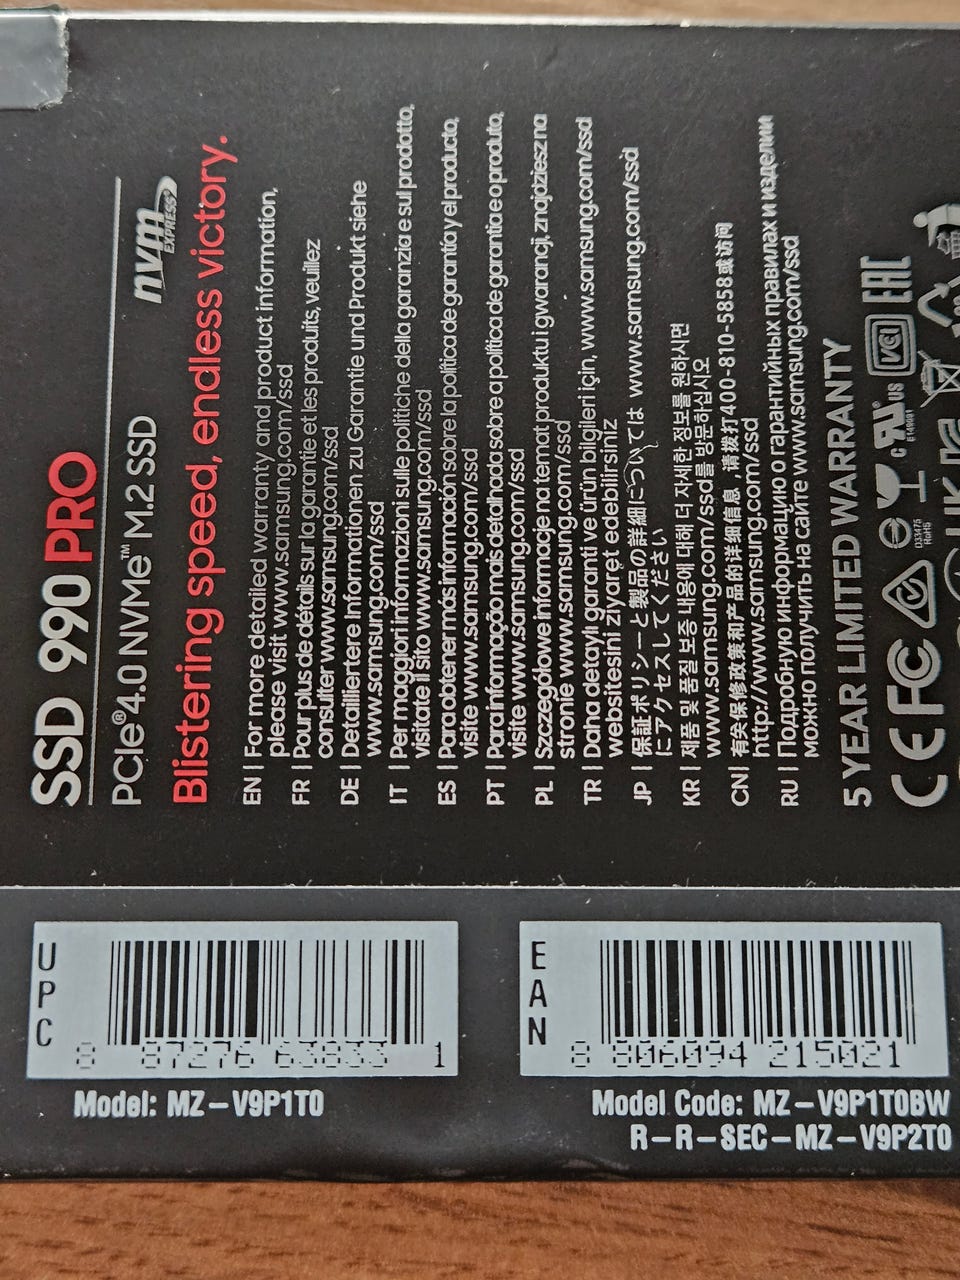 SSD 990 PRO
PCIe® 4.0 NVMe™ M.2 SSD
nvm
EXPRESS®
Blistering speed, endless victory.
EN | For more detailed warranty and product information,
please visit www.samsung.com/ssd
FR | Pour plus de détails sur la garantie et les produits, veuillez
consulter www.samsung.com/ssd
DE | Detailliertere Informationen zu Garantie und Produkt siehe
www.samsung.com/ssd
IT | Per maggiori informazioni sulle politiche della garanzia e sul prodotto,
visitate il sito www.samsung.com/ssd
ES | Para obtener más información sobre la política de garantía y el producto,
visite www.samsung.com/ssd
PT | Para informação mais detalhada sobre a política de garantia e o produto,
visite www.samsung.com/ssd
PL | Szczegółowe informacje na temat produktu i gwarancji, znajdziesz na
stronie www.samsung.com/ssd
TR | Daha detaylı garanti ve ürün bilgileri için, www.samsung.com/ssd
websitesini ziyaret edebilirsiniz
JP | 保証ポリシーと製品の詳細については www.samsung.com/ssd
にアクセスしてください
KR | 제품 및 품질 보증 내용에 대해 더 자세한 정보를 원하시면
www.samsung.com/ssd를 방문하십시오
CN | 有关保修政策和产品的详细信息,请拨打400-810-5858或访问
http://www.samsung.com/ssd
RU | Подробную информацию о гарантийных правилах и изделии
можно получить на сайте www.samsung.com/ssd
5 YEAR LIMITED WARRANTY
CE FC
D33475
RoHS
c RU US
E149691
VCI
EAC
UK
UPC
8 87276 63833 1
Model: MZ-V9P1T0
EAN
8 806094 215021
Model Code: MZ-V9P1T0BW
R-R-SEC-MZ-V9P2T0